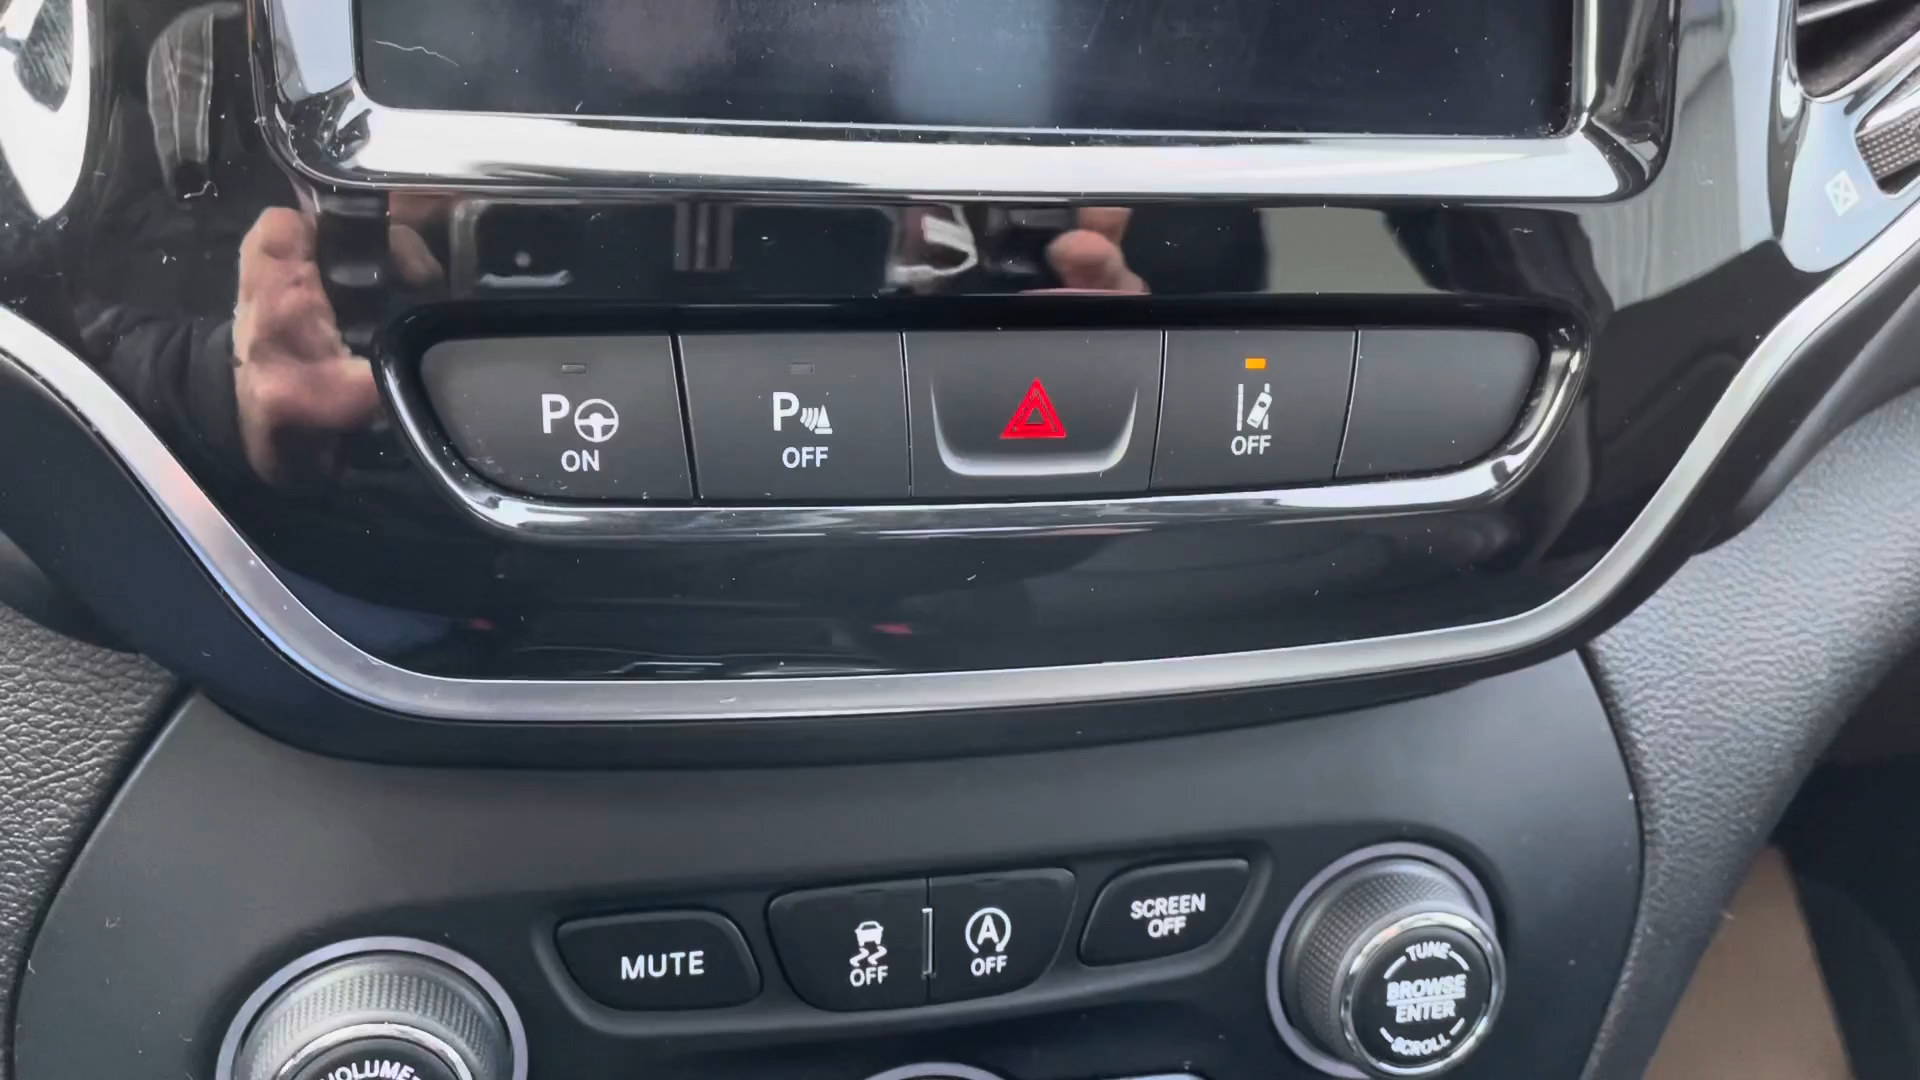 P
ON
P
OFF
OFF
MUTE
OFF
A
OFF
SCREEN
OFF
TUNE
BROWSE
ENTER
SCROLL
VOLUME